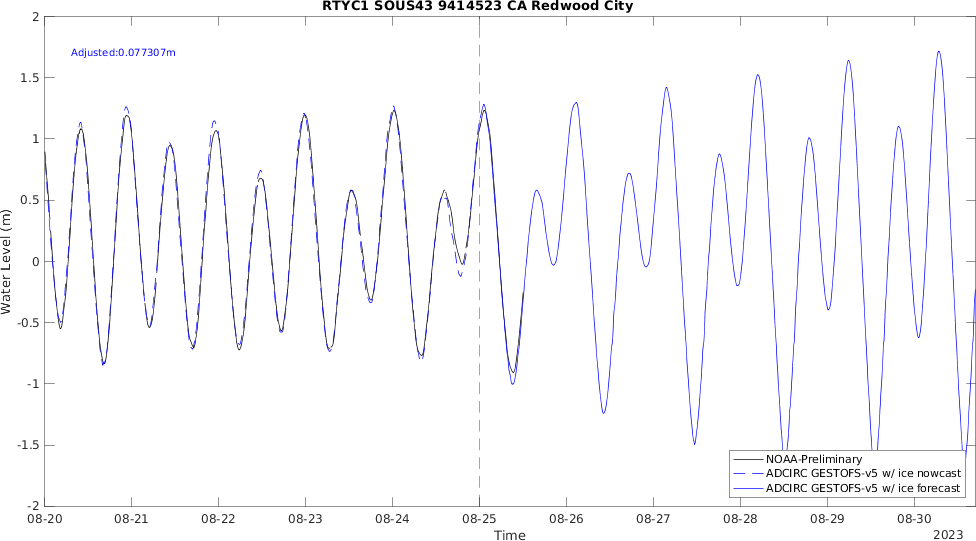 RTYC1 SOUS43 9414523 CA Redwood City
Adjusted:0.077307m
Water Level (m)
2
1.5
1
0.5
0
-0.5
-1
-1.5
-2
NOAA-Preliminary
ADCIRC GESTOFS-v5 w/ ice nowcast
ADCIRC GESTOFS-v5 w/ ice forecast
08-20 08-21 08-22 08-23 08-24 08-25 08-26 08-27 08-28 08-29 08-30
Time
2023